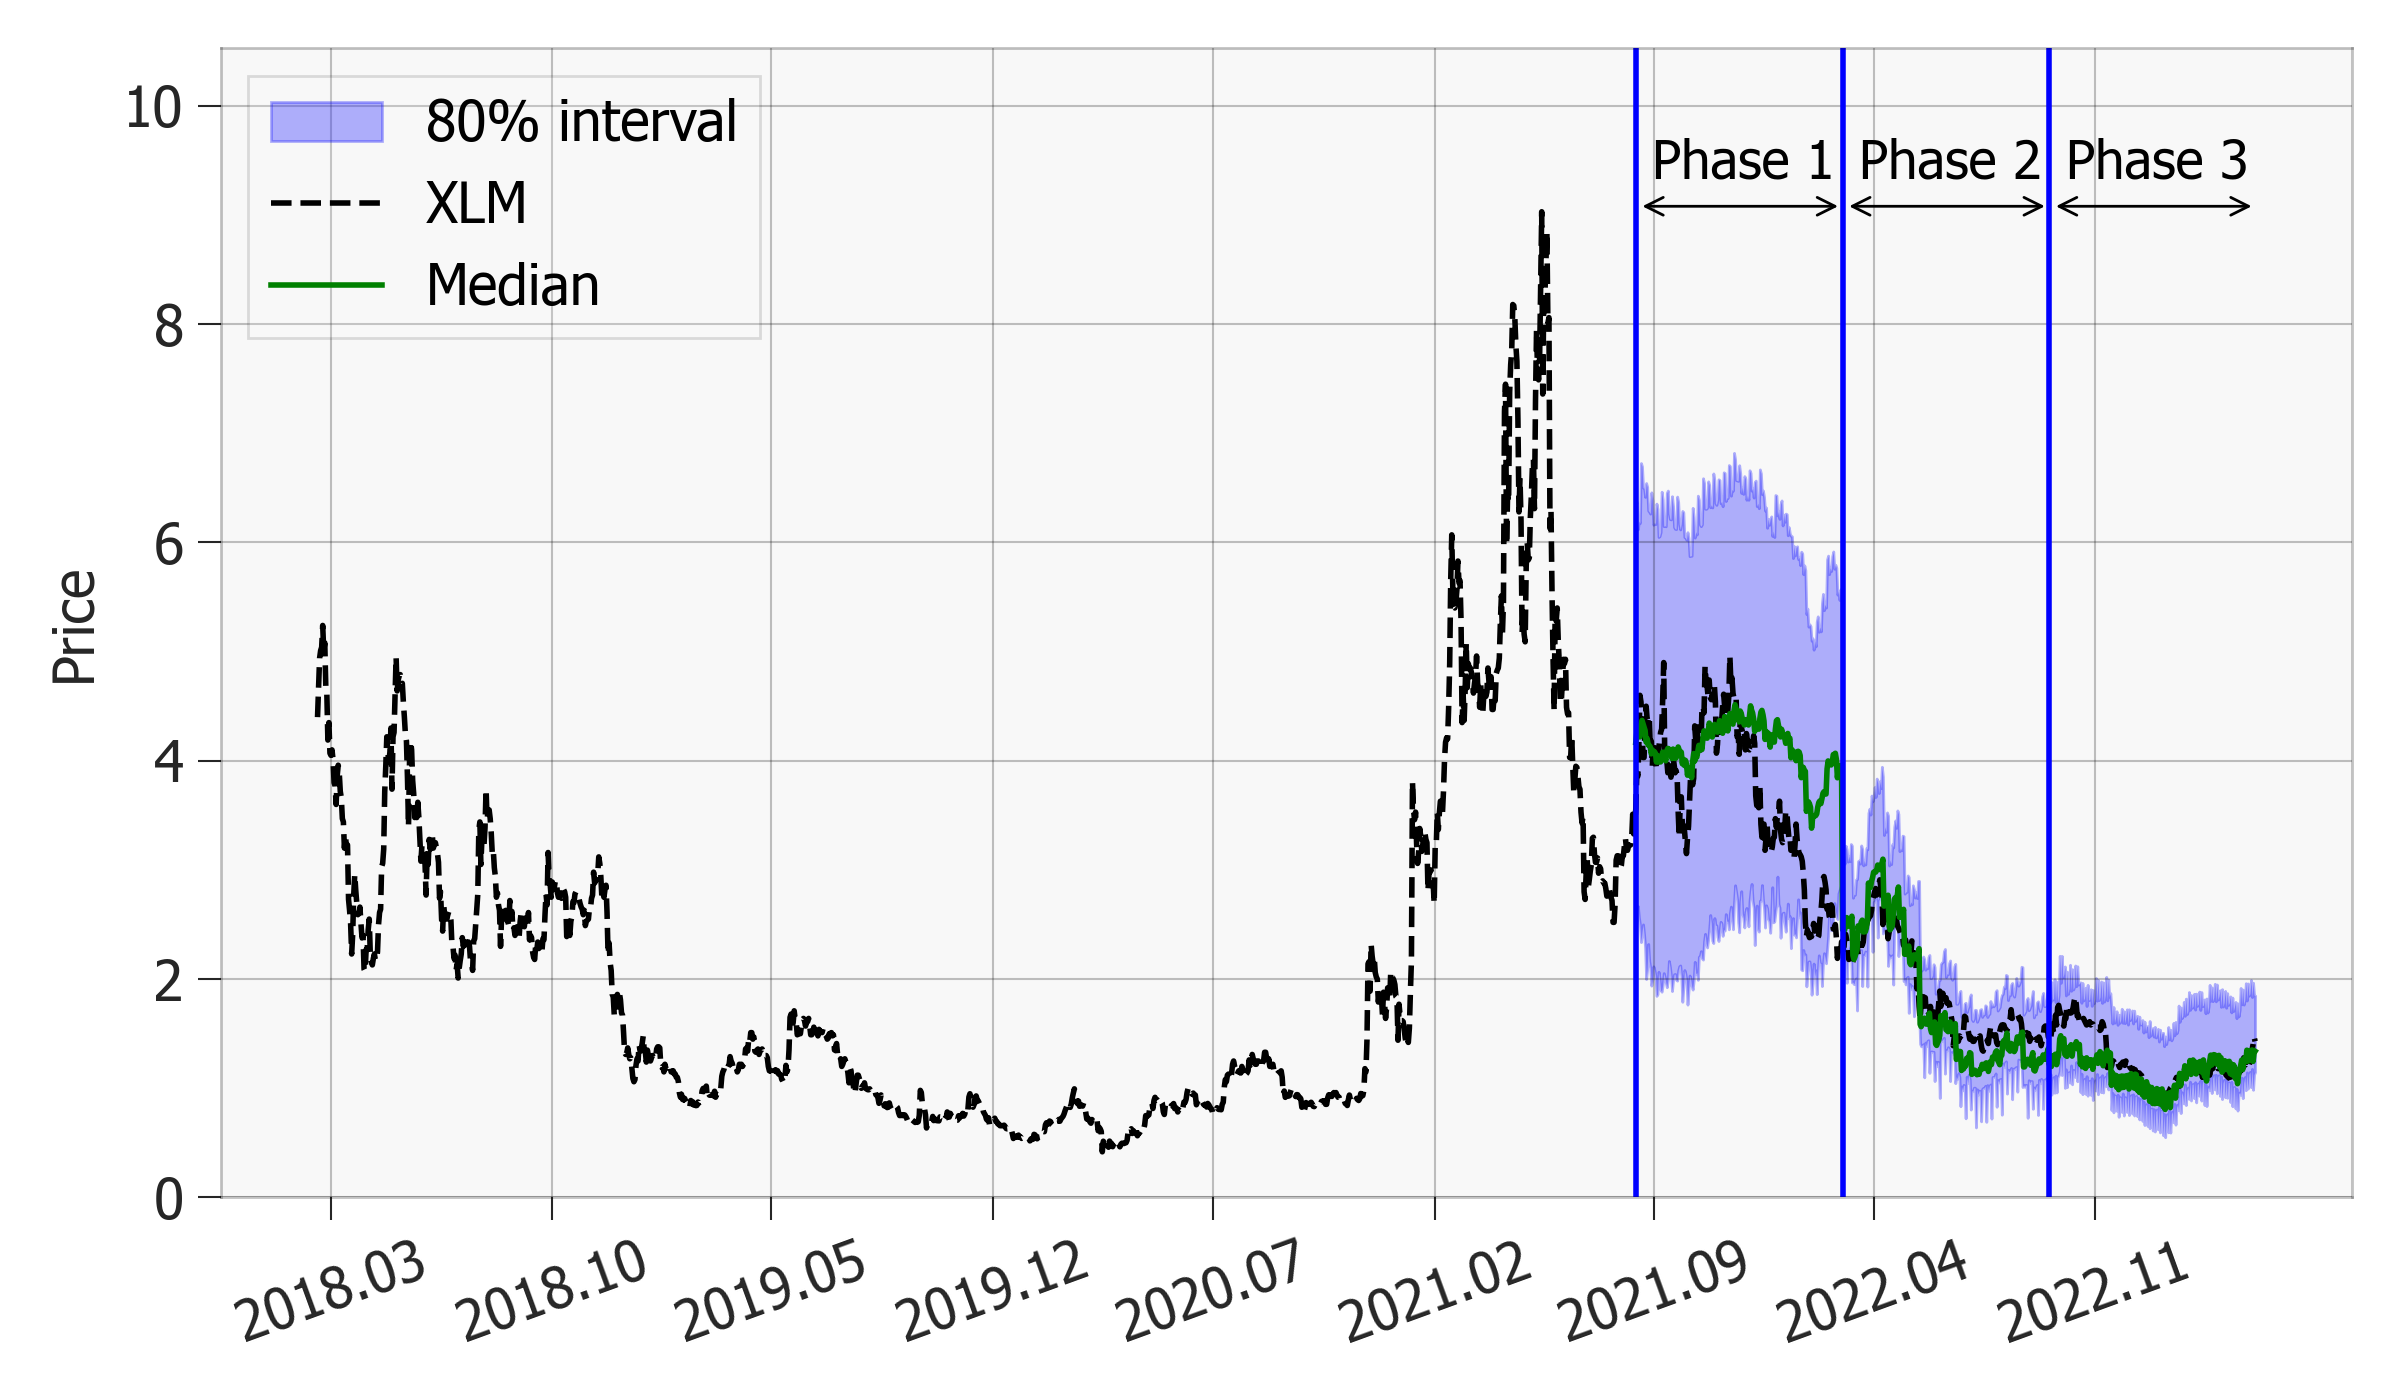 80% interval
XLM
Median
Phase 1
Phase 2
Phase 3
Price
10
8
6
4
2
0
2018.03
2018.10
2019.05
2019.12
2020.07
2021.02
2021.09
2022.04
2022.11